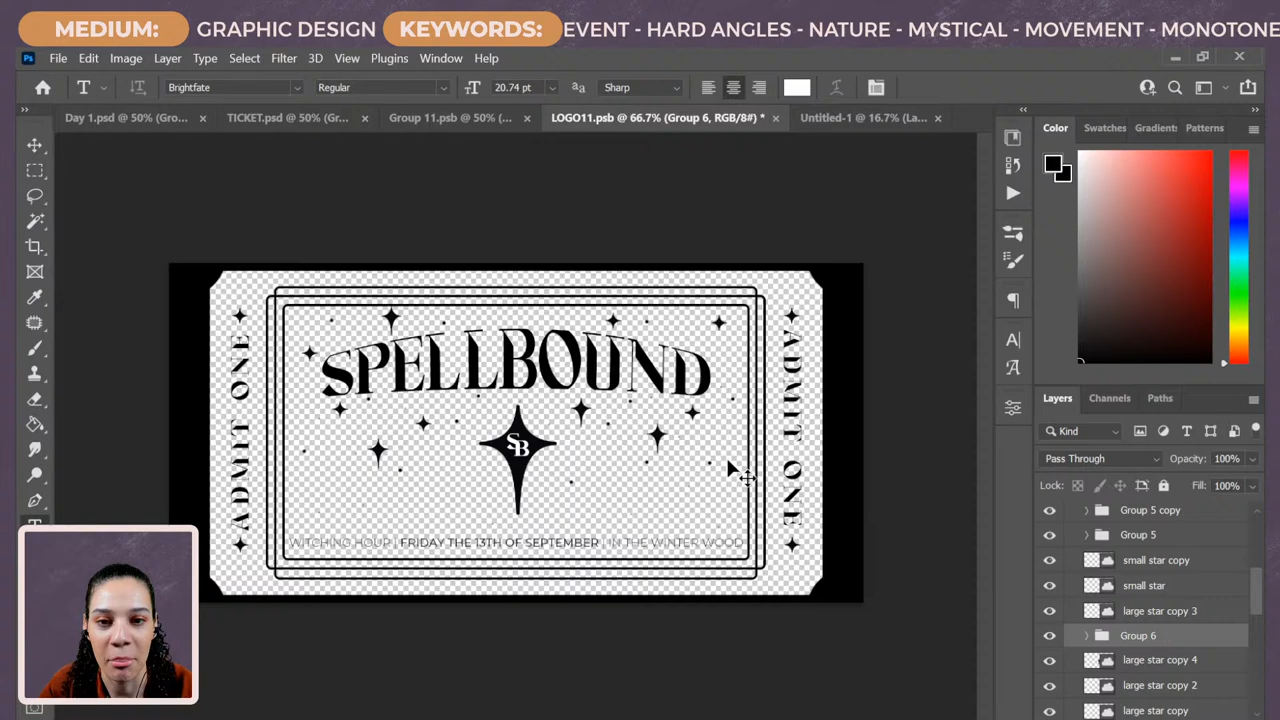 MEDIUM: GRAPHIC DESIGN KEYWORDS: EVENT - HARD ANGLES - NATURE - MYSTICAL - MOVEMENT - MONOTONE
Ps File Edit Image Layer Type Select Filter 3D View Plugins Window Help
T Brightfate Regular 20.74 pt aa Sharp
Day 1.psd @ 50% (Gro... TICKET.psd @ 50% (Gr... Group 11.psb @ 50% (... LOGO11.psb @ 66.7% (Group 6, RGB/8#) * Untitled-1 @ 16.7% (La...
Color Swatches Gradients Patterns
ADMIT ONE
SPELLBOUND
SB
WITCHING HOUR | FRIDAY THE 13TH OF SEPTEMBER | IN THE WINTER WOOD
ADMIT ONE
Layers Channels Paths
Kind
Pass Through Opacity: 100%
Lock: Fill: 100%
Group 5 copy
Group 5
small star copy
small star
large star copy 3
Group 6
large star copy 4
large star copy 2
large star copy